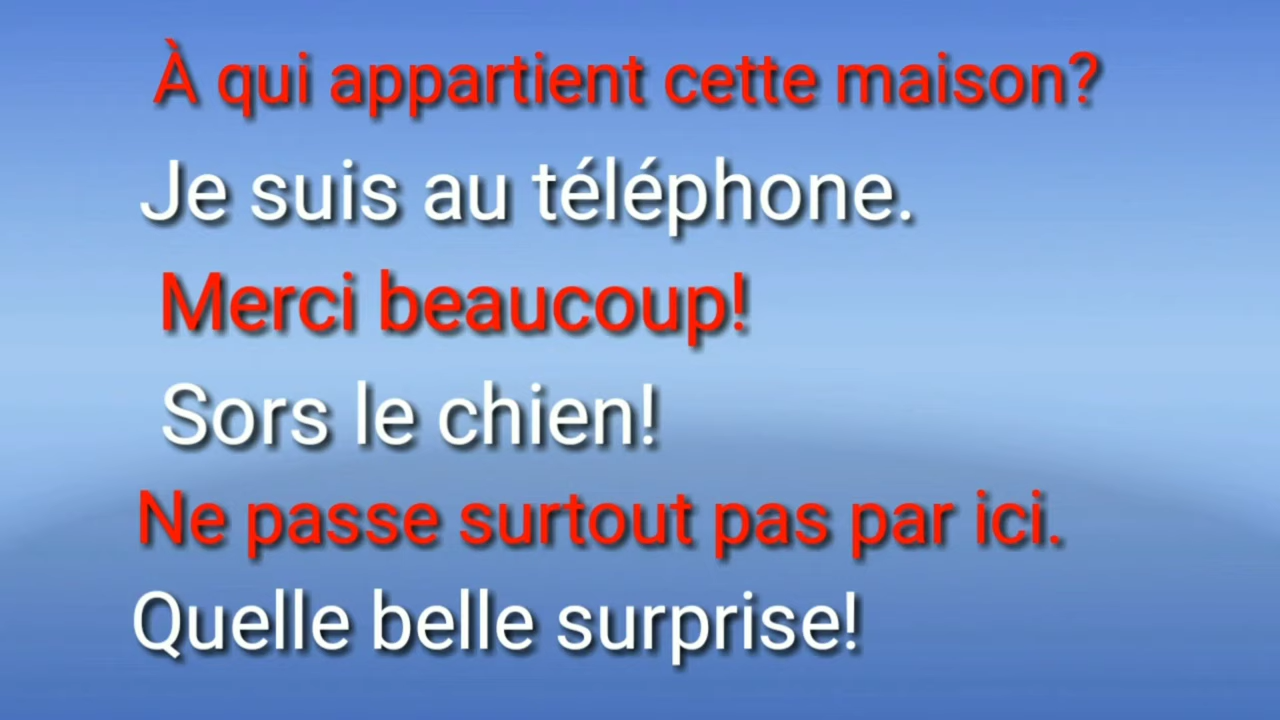 À qui appartient cette maison?
Je suis au téléphone.
Merci beaucoup!
Sors le chien!
Ne passe surtout pas par ici.
Quelle belle surprise!